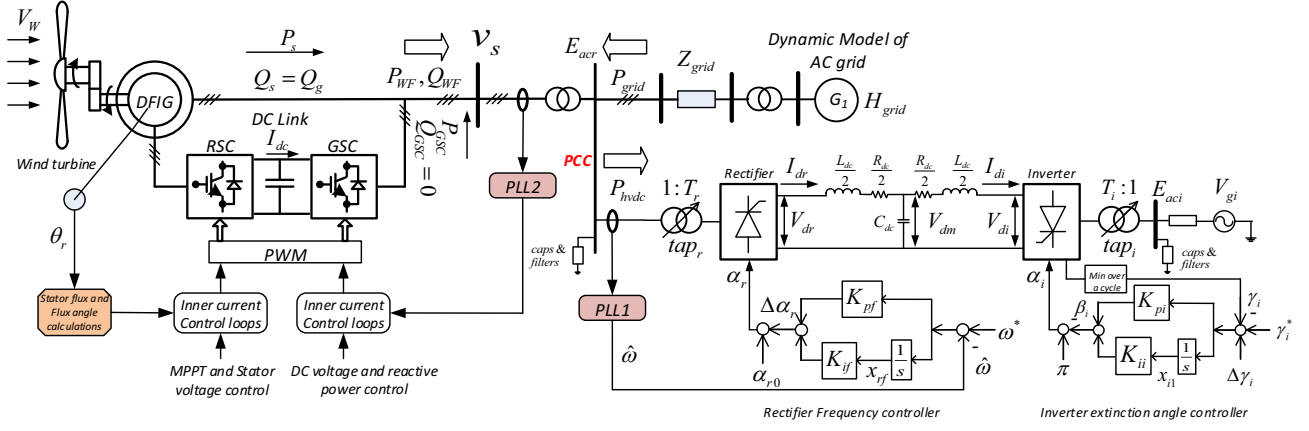 V_W
Wind turbine
θ_r
Stator flux and
Flux angle
calculations
DFIG
P_s
Q_s = Q_g
RSC
DC Link
I_dc
GSC
PWM
Inner current
Control loops
Inner current
Control loops
MPPT and Stator
voltage control
DC voltage and reactive
power control
P_WF, Q_WF
P_GSC
Q_GSC = 0
v_s
PLL2
E_acr
PCC
caps &
filters
P_grid
Z_grid
Dynamic Model of
AC grid
G_1
H_grid
P_hvdc
PLL1
ω̂
1:T_r
tap_r
Rectifier
I_dr
L_dc/2
R_dc/2
R_dc/2
L_dc/2
I_di
V_dr
C_dc
V_dm
V_di
Inverter
T_i:1
tap_i
E_aci
V_gi
caps &
filters
α_r
Δα_r
α_r0
K_pf
K_if
x_rf
1/s
ω*
-
ω̂
Rectifier Frequency controller
α_i
Min over
a cycle
β_i
-
π
K_pi
K_ii
x_i1
1/s
γ_i
-
γ_i*
Δγ_i
Inverter extinction angle controller